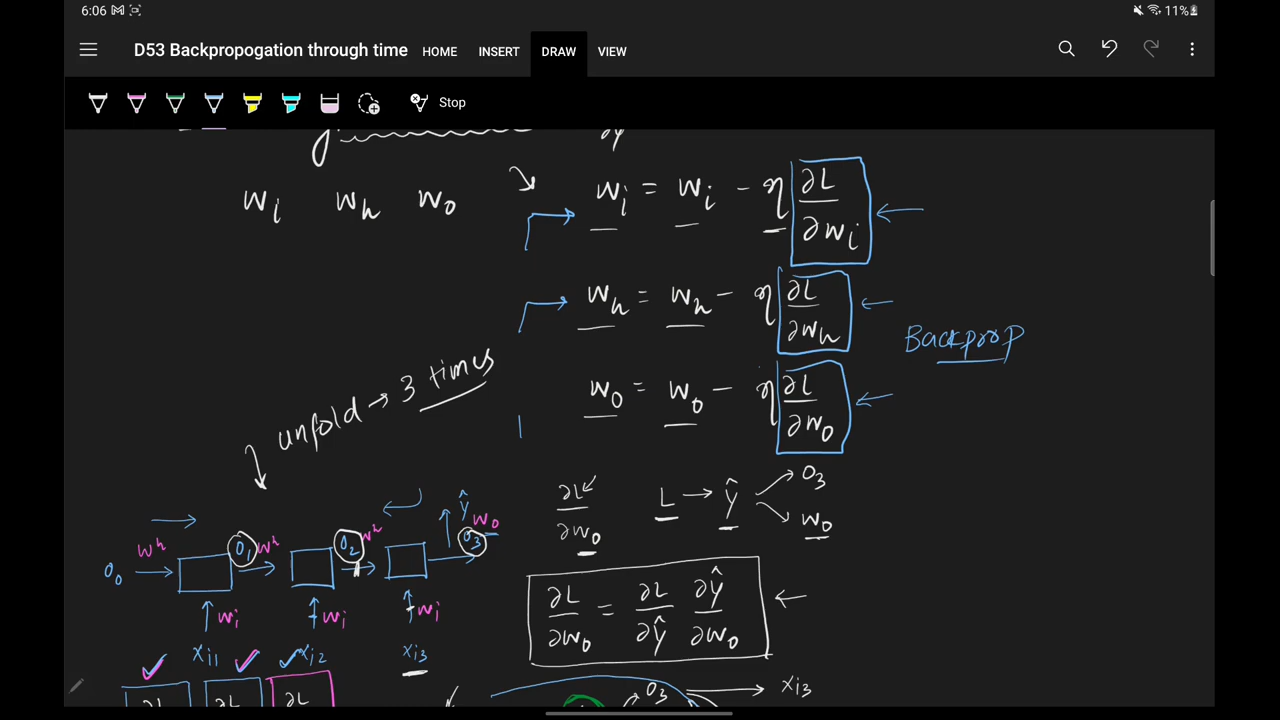 6:06 11%
D53 Backpropogation through time HOME INSERT DRAW VIEW
Stop
∂y
wi wh wo
wi = wi - η ∂L/∂wi
wh = wh - η ∂L/∂wh
Backprop
wo = wo - η ∂L/∂wo
unfold → 3 times
∂L/∂wo L → ŷ O3 wo
ŷ wo
O0 wh O1 wh O2 wh O3
wi wi wi
xi1 xi2 xi3
∂L/∂wo = ∂L/∂ŷ ∂ŷ/∂wo
∂L ∂L ∂L
O3 → xi3